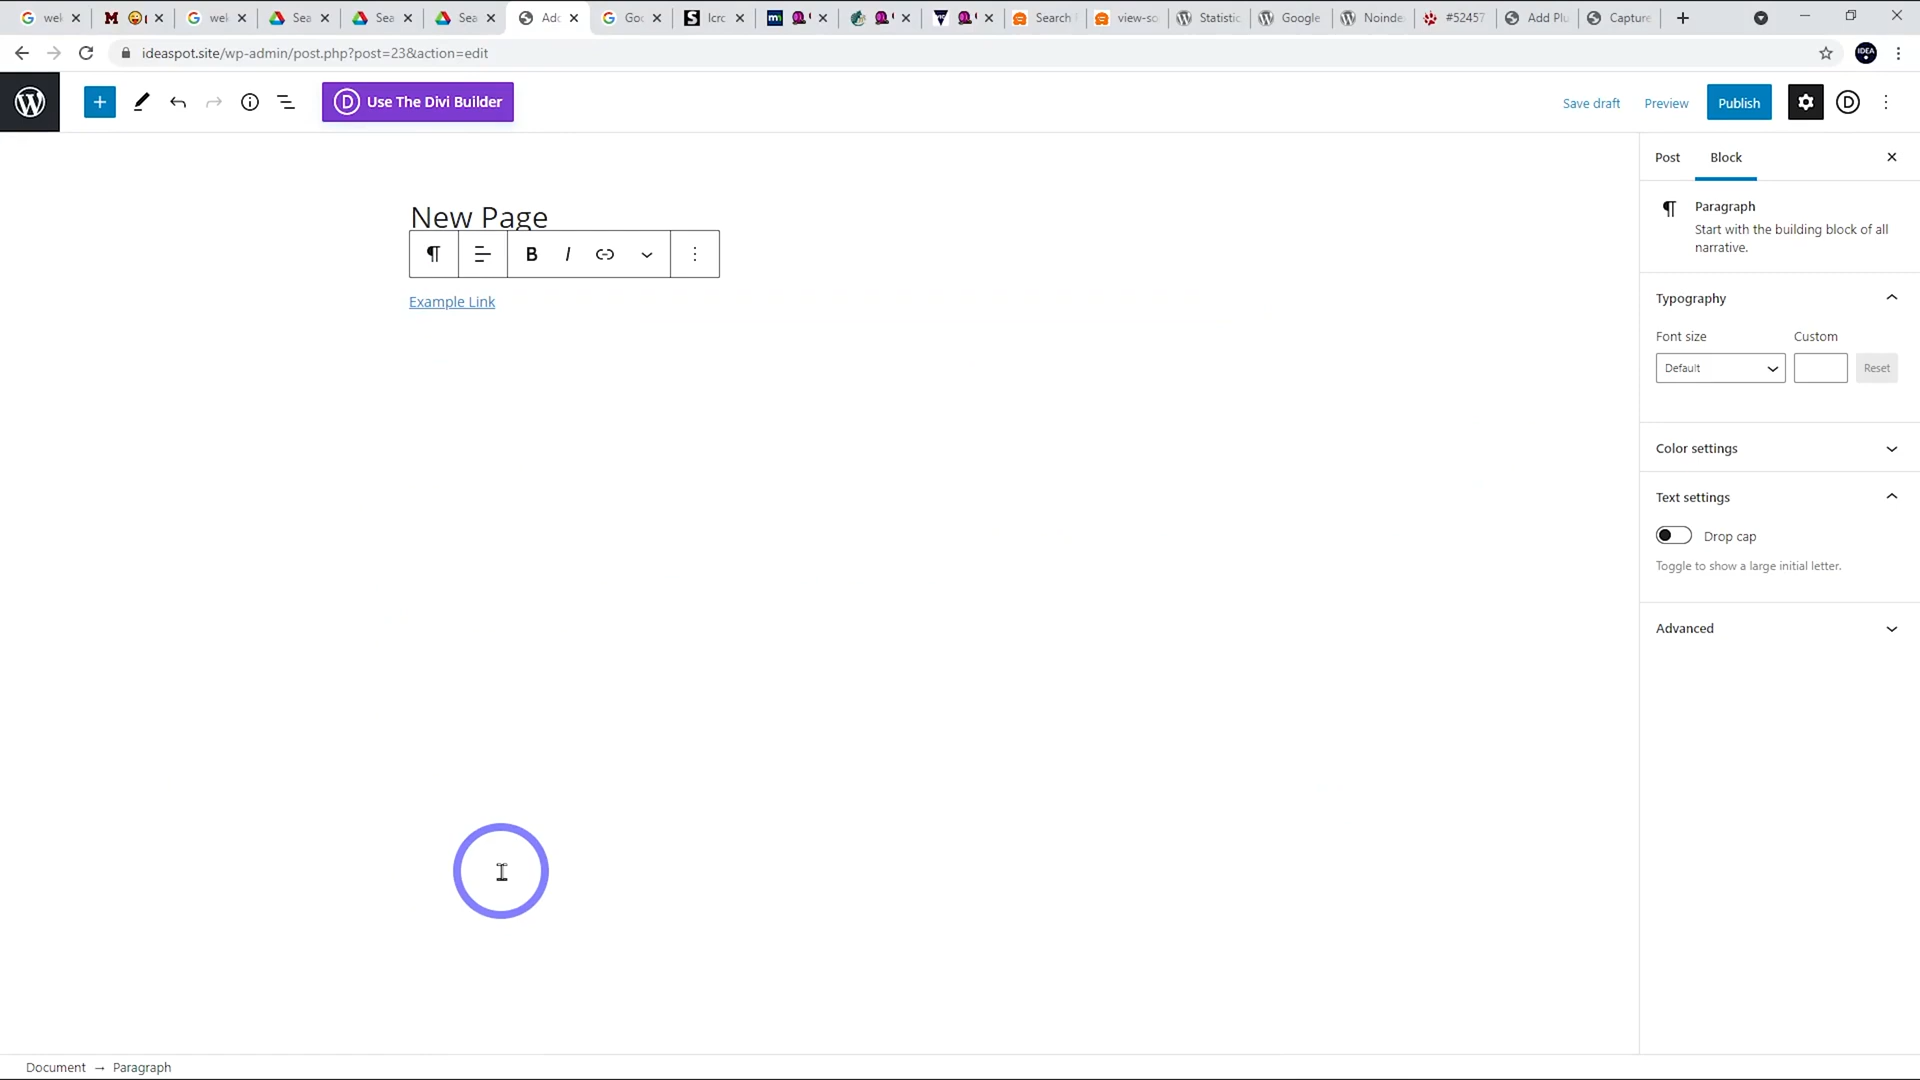 wel
M
wel
Sea
Sea
Sea
Add
Goo
S
mn
Search
view-so
Statistic
Google
Noinde
#52457
Add Plu
Capture
ideaspot.site/wp-admin/post.php?post=23&action=edit
IDEA
D Use The Divi Builder
Save draft
Preview
Publish
D
New Page
B I
Example Link
Post
Block
Paragraph
Start with the building block of all
narrative.
Typography
Font size
Custom
Default
Reset
Color settings
Text settings
Drop cap
Toggle to show a large initial letter.
Advanced
Document → Paragraph